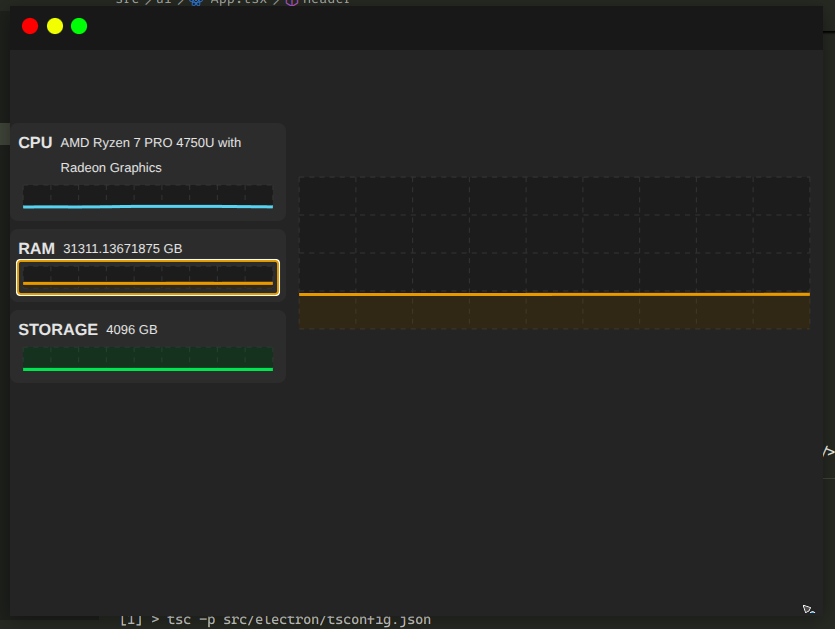 src / ui / App.tsx / Header
CPU AMD Ryzen 7 PRO 4750U with
Radeon Graphics
RAM 31311.13671875 GB
STORAGE 4096 GB
/>
[1] > tsc -p src/electron/tsconfig.json